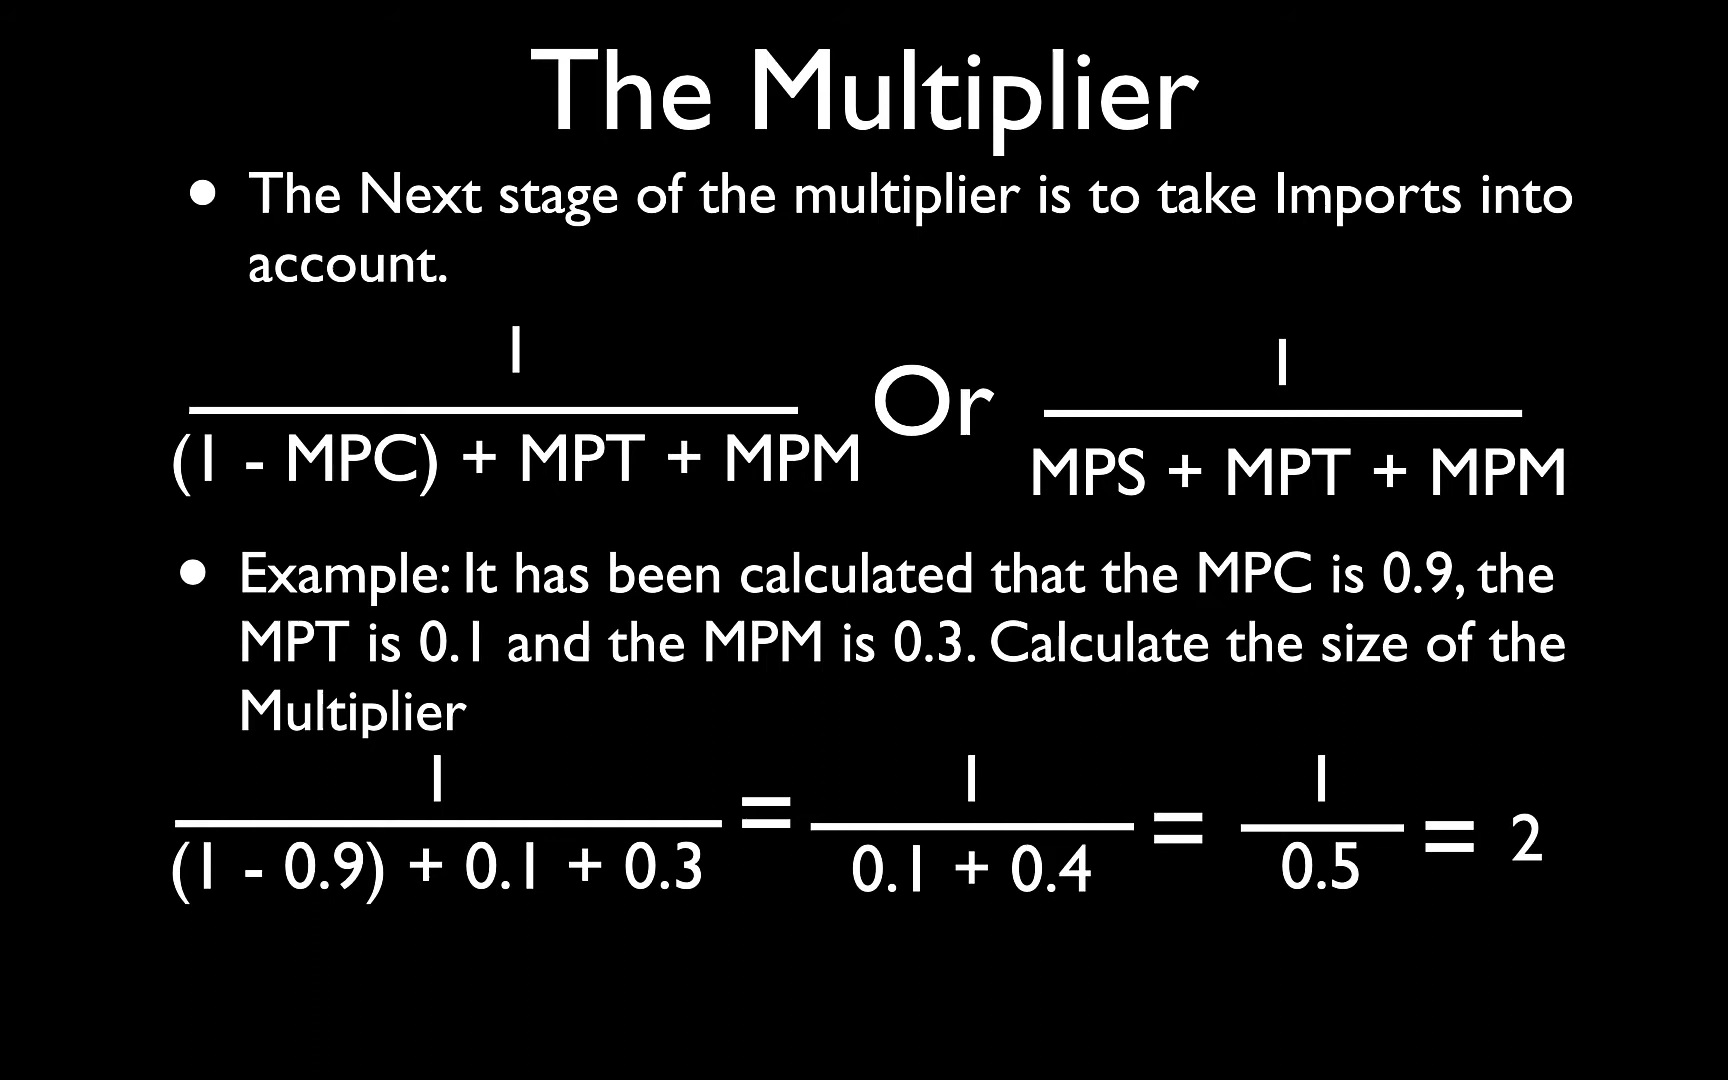 The Multiplier
• The Next stage of the multiplier is to take Imports into
account.
1
(1 - MPC) + MPT + MPM
Or
1
MPS + MPT + MPM
• Example: It has been calculated that the MPC is 0.9, the
MPT is 0.1 and the MPM is 0.3. Calculate the size of the
Multiplier
1
(1 - 0.9) + 0.1 + 0.3
=
1
0.1 + 0.4
=
1
0.5
= 2